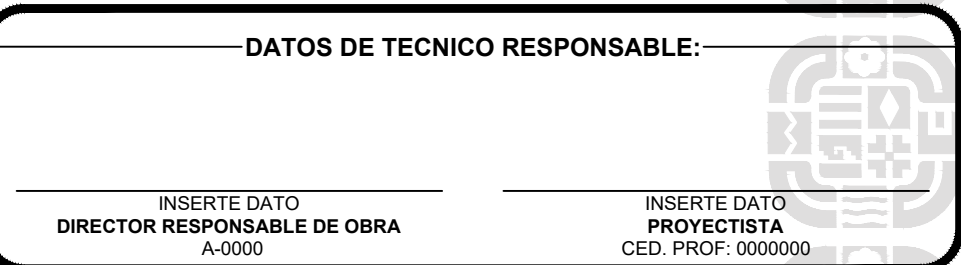 DATOS DE TECNICO RESPONSABLE:
INSERTE DATO
DIRECTOR RESPONSABLE DE OBRA
A-0000
INSERTE DATO
PROYECTISTA
CED. PROF: 0000000